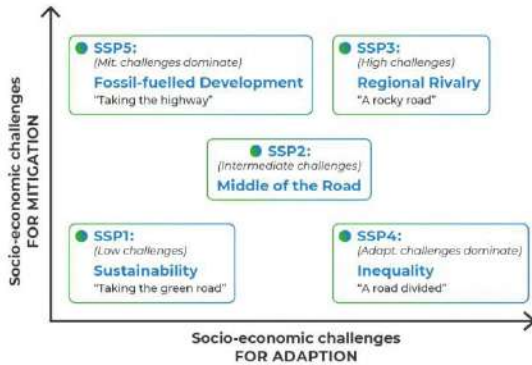 Socio-economic challenges
FOR MITIGATION
SSP5:
(Mit. challenges dominate)
Fossil-fuelled Development
"Taking the highway"
SSP3:
(High challenges)
Regional Rivalry
"A rocky road"
SSP2:
(Intermediate challenges)
Middle of the Road
SSP1:
(Low challenges)
Sustainability
"Taking the green road"
SSP4:
(Adapt. challenges dominate)
Inequality
"A road divided"
Socio-economic challenges
FOR ADAPTION